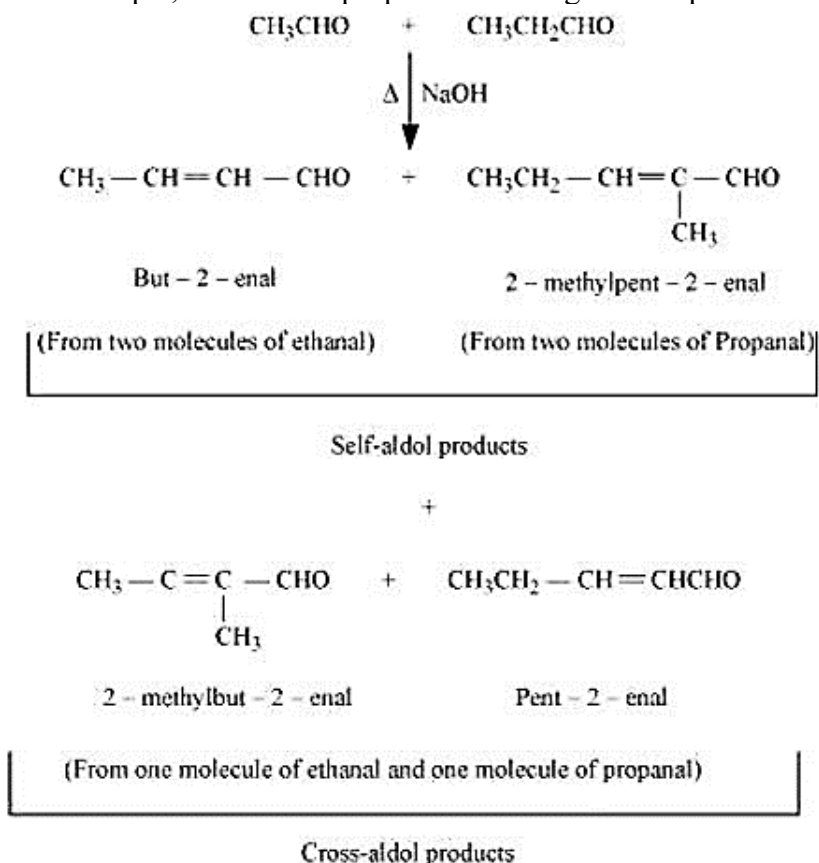 CH₃CHO + CH₃CH₂CHO
Δ NaOH
CH₃ — CH = CH — CHO + CH₃CH₂ — CH = C — CHO
CH₃
But – 2 – enal 2 – methylpent – 2 – enal
(From two molecules of ethanal) (From two molecules of Propanal)
Self-aldol products
+
CH₃ — C = C — CHO + CH₃CH₂ — CH = CHCHO
CH₃
2 – methylbut – 2 – enal Pent – 2 – enal
(From one molecule of ethanal and one molecule of propanal)
Cross-aldol products